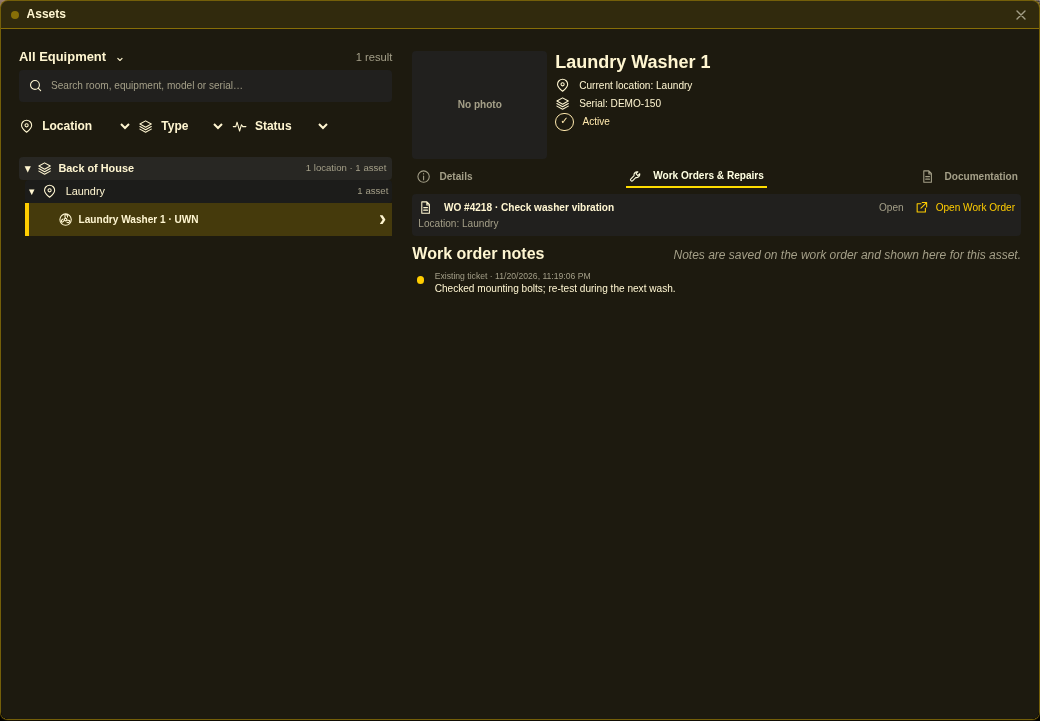 Assets
All Equipment
1 result
Search room, equipment, model or serial…
Location
Type
Status
Back of House
1 location · 1 asset
Laundry
1 asset
Laundry Washer 1 · UWN
No photo
Laundry Washer 1
Current location: Laundry
Serial: DEMO-150
Active
Details
Work Orders & Repairs
Documentation
WO #4218 · Check washer vibration
Open
Open Work Order
Location: Laundry
Work order notes
Notes are saved on the work order and shown here for this asset.
Existing ticket · 11/20/2026, 11:19:06 PM
Checked mounting bolts; re-test during the next wash.